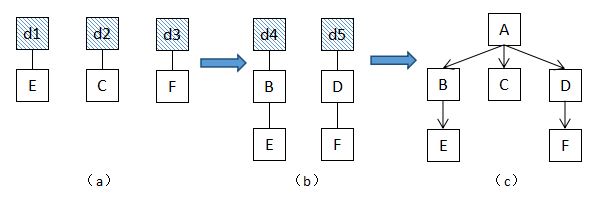 d1 d2 d3 d4 d5 A
E C F B D B C D
E F E F
（a） （b） （c）